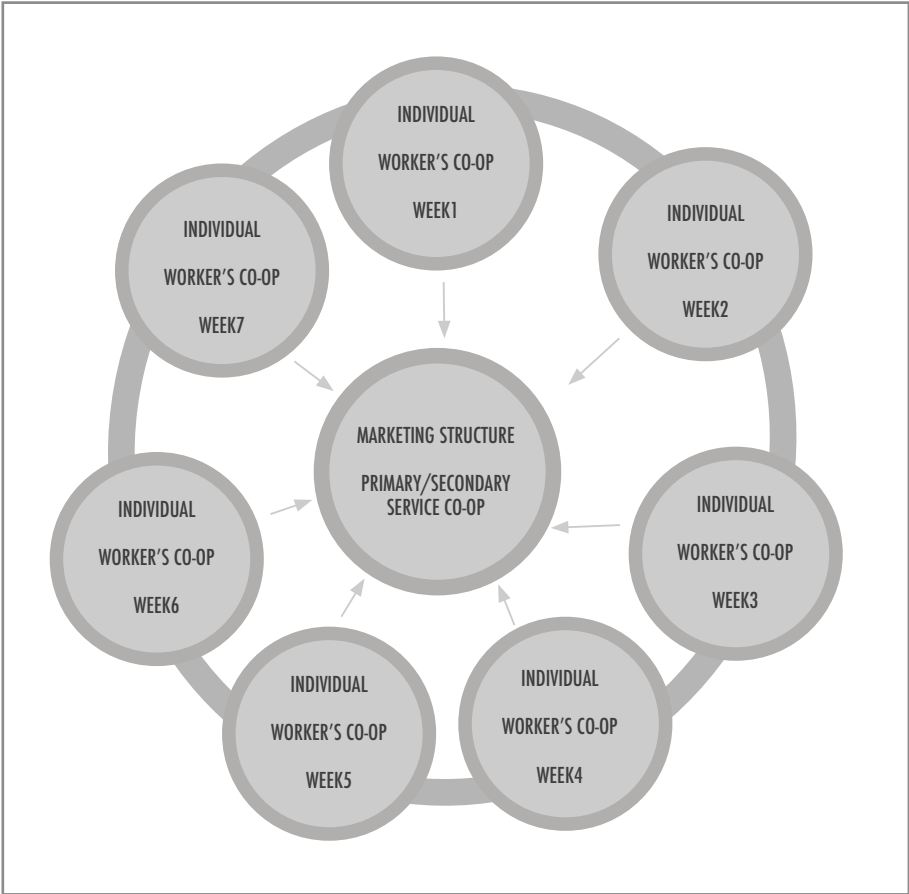 INDIVIDUAL
WORKER'S CO-OP
WEEK1
INDIVIDUAL
WORKER'S CO-OP
WEEK2
INDIVIDUAL
WORKER'S CO-OP
WEEK3
INDIVIDUAL
WORKER'S CO-OP
WEEK4
INDIVIDUAL
WORKER'S CO-OP
WEEK5
INDIVIDUAL
WORKER'S CO-OP
WEEK6
INDIVIDUAL
WORKER'S CO-OP
WEEK7
MARKETING STRUCTURE
PRIMARY/SECONDARY
SERVICE CO-OP